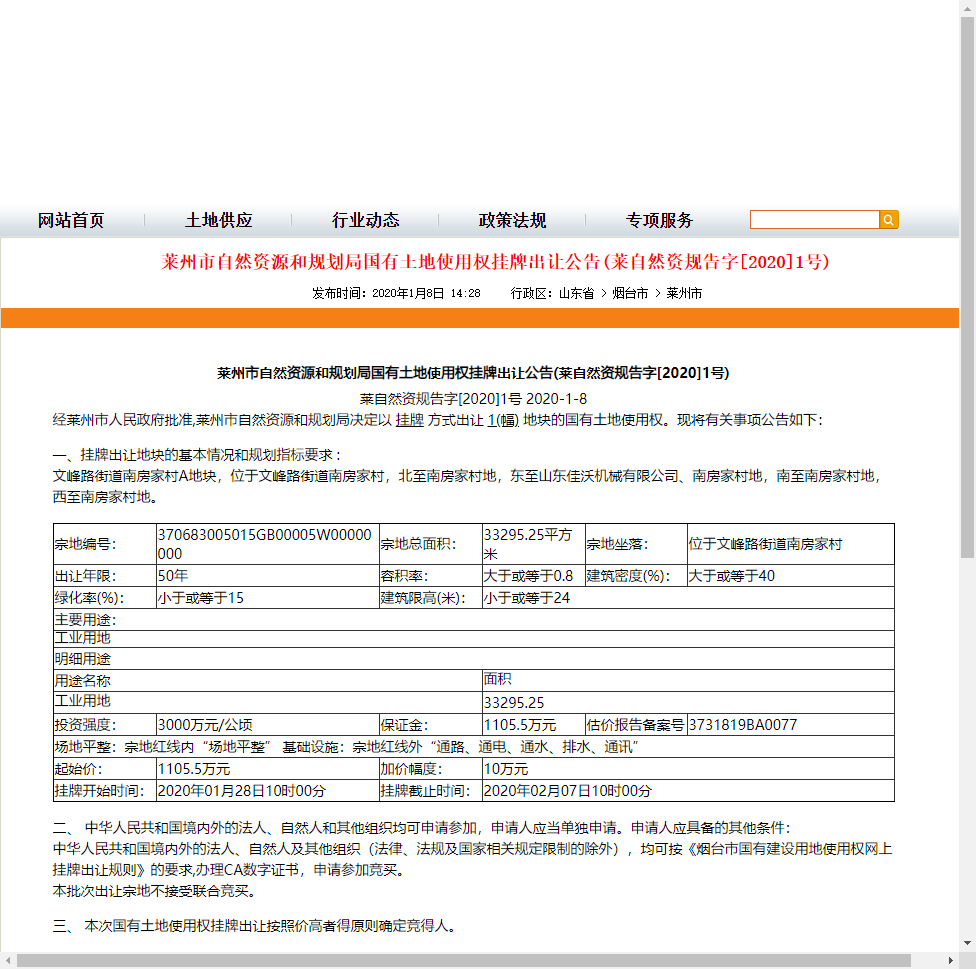 网站首页 土地供应 行业动态 政策法规 专项服务
莱州市自然资源和规划局国有土地使用权挂牌出让公告(莱自然资规告字[2020]1号)
发布时间：2020年1月8日 14:28 行政区：山东省 > 烟台市 > 莱州市
莱州市自然资源和规划局国有土地使用权挂牌出让公告(莱自然资规告字[2020]1号)
莱自然资规告字[2020]1号 2020-1-8
经莱州市人民政府批准,莱州市自然资源和规划局决定以 挂牌 方式出让 1(幅) 地块的国有土地使用权。现将有关事项公告如下：
一、挂牌出让地块的基本情况和规划指标要求：
文峰路街道南房家村A地块，位于文峰路街道南房家村，北至南房家村地，东至山东佳沃机械有限公司、南房家村地，南至南房家村地，
西至南房家村地。
宗地编号： 370683005015GB00005W00000000 宗地总面积： 33295.25平方米 宗地坐落： 位于文峰路街道南房家村
出让年限： 50年 容积率： 大于或等于0.8 建筑密度(%)： 大于或等于40
绿化率(%)： 小于或等于15 建筑限高(米)： 小于或等于24
主要用途：
工业用地
明细用途
用途名称 面积
工业用地 33295.25
投资强度： 3000万元/公顷 保证金： 1105.5万元 估价报告备案号 3731819BA0077
场地平整：宗地红线内“场地平整” 基础设施：宗地红线外“通路、通电、通水、排水、通讯”
起始价： 1105.5万元 加价幅度： 10万元
挂牌开始时间： 2020年01月28日10时00分 挂牌截止时间： 2020年02月07日10时00分
二、 中华人民共和国境内外的法人、自然人和其他组织均可申请参加，申请人应当单独申请。申请人应具备的其他条件：
中华人民共和国境内外的法人、自然人及其他组织（法律、法规及国家相关规定限制的除外），均可按《烟台市国有建设用地使用权网上
挂牌出让规则》的要求,办理CA数字证书，申请参加竞买。
本批次出让宗地不接受联合竞买。
三、 本次国有土地使用权挂牌出让按照价高者得原则确定竞得人。